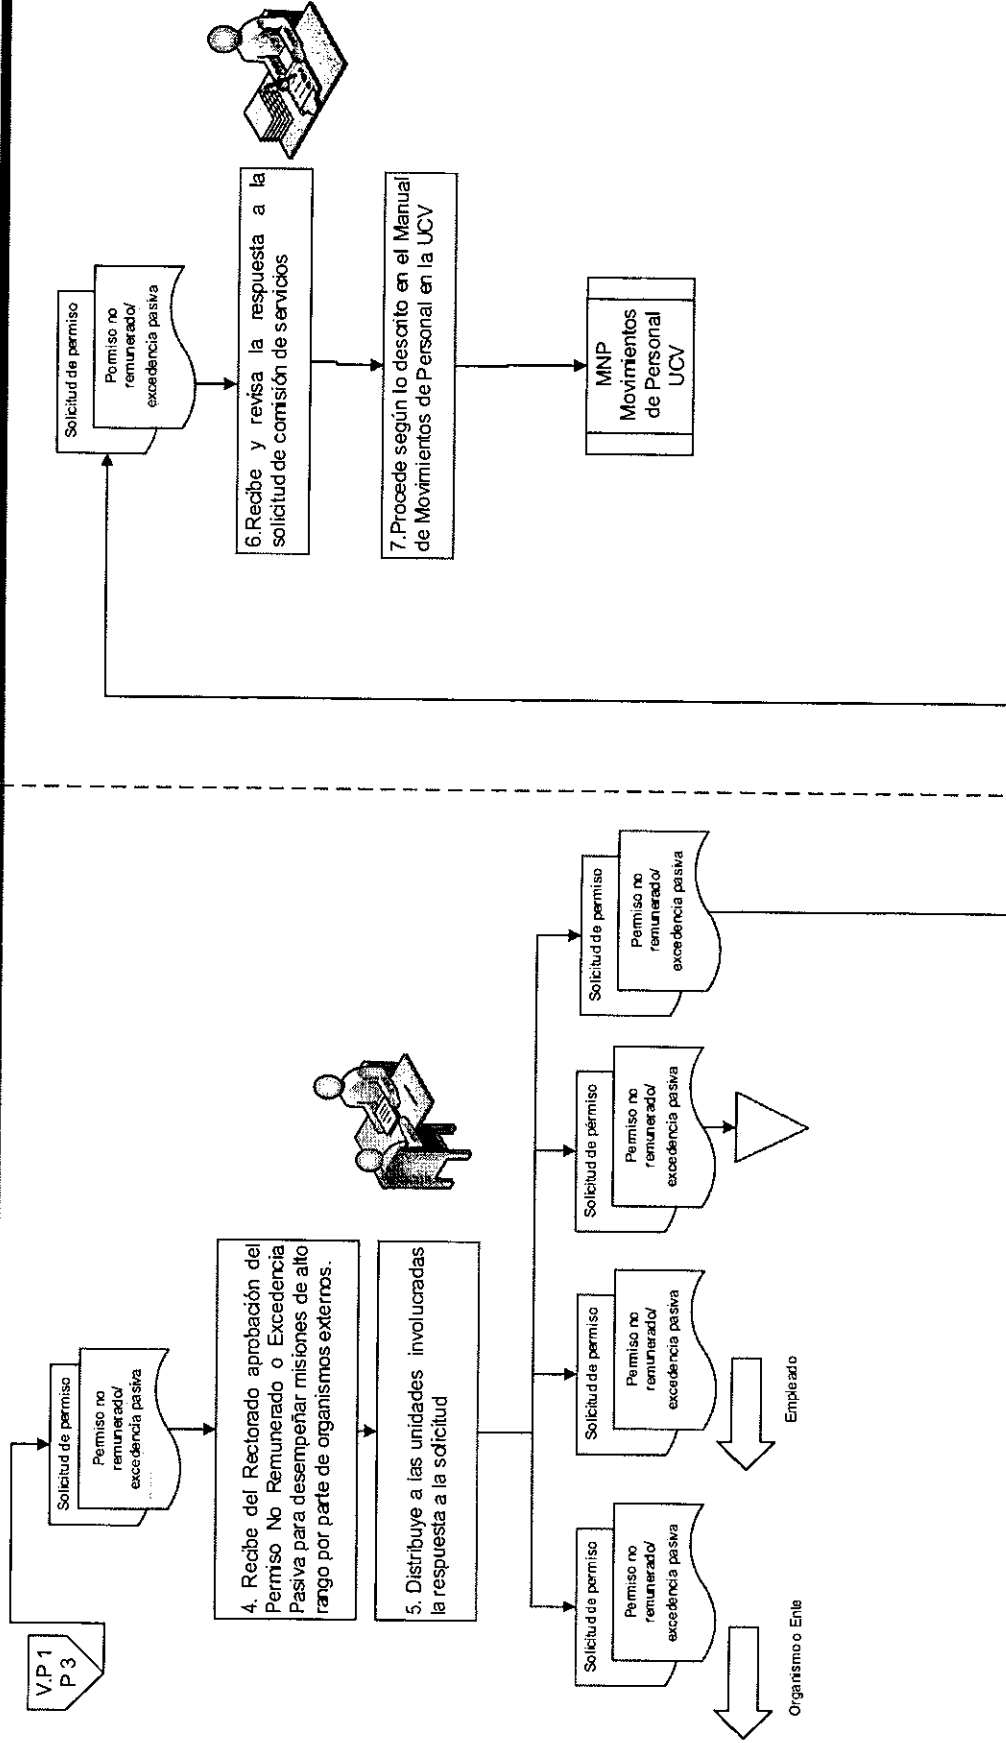 V.P 1
P 3
Solicitud de permiso
Permiso no
remunerado/
excedencia pasiva
4. Recibe del Rectorado aprobación del
Permiso No Remunerado o Excedencia
Pasiva para desempeñar misiones de alto
rango por parte de organismos externos.
5. Distribuye a las unidades involucradas
la respuesta a la solicitud
Solicitud de permiso
Permiso no
remunerado/
excedencia pasiva
Organismo o Ente
Solicitud de permiso
Permiso no
remunerado/
excedencia pasiva
Empleado
Solicitud de permiso
Permiso no
remunerado/
excedencia pasiva
Solicitud de permiso
Permiso no
remunerado/
excedencia pasiva
Solicitud de permiso
Permiso no
remunerado/
excedencia pasiva
6.Recibe y revisa la respuesta a la
solicitud de comisión de servicios
7.Procede según lo descrito en el Manual
de Movimientos de Personal en la UCV
MNP
Movimientos
de Personal
UCV